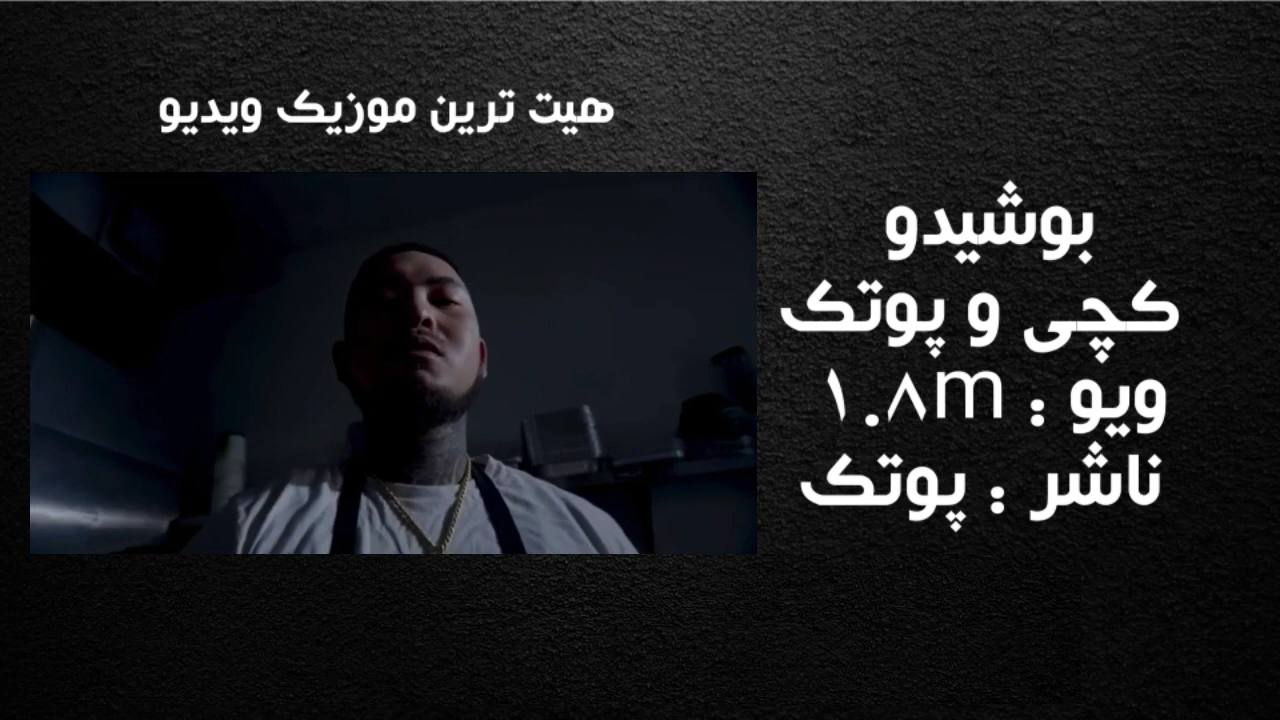 هیت ترین موزیک ویدیو
بوشیدو
کچی و پوتک
ویو : ۱.۸m
ناشر : پوتک